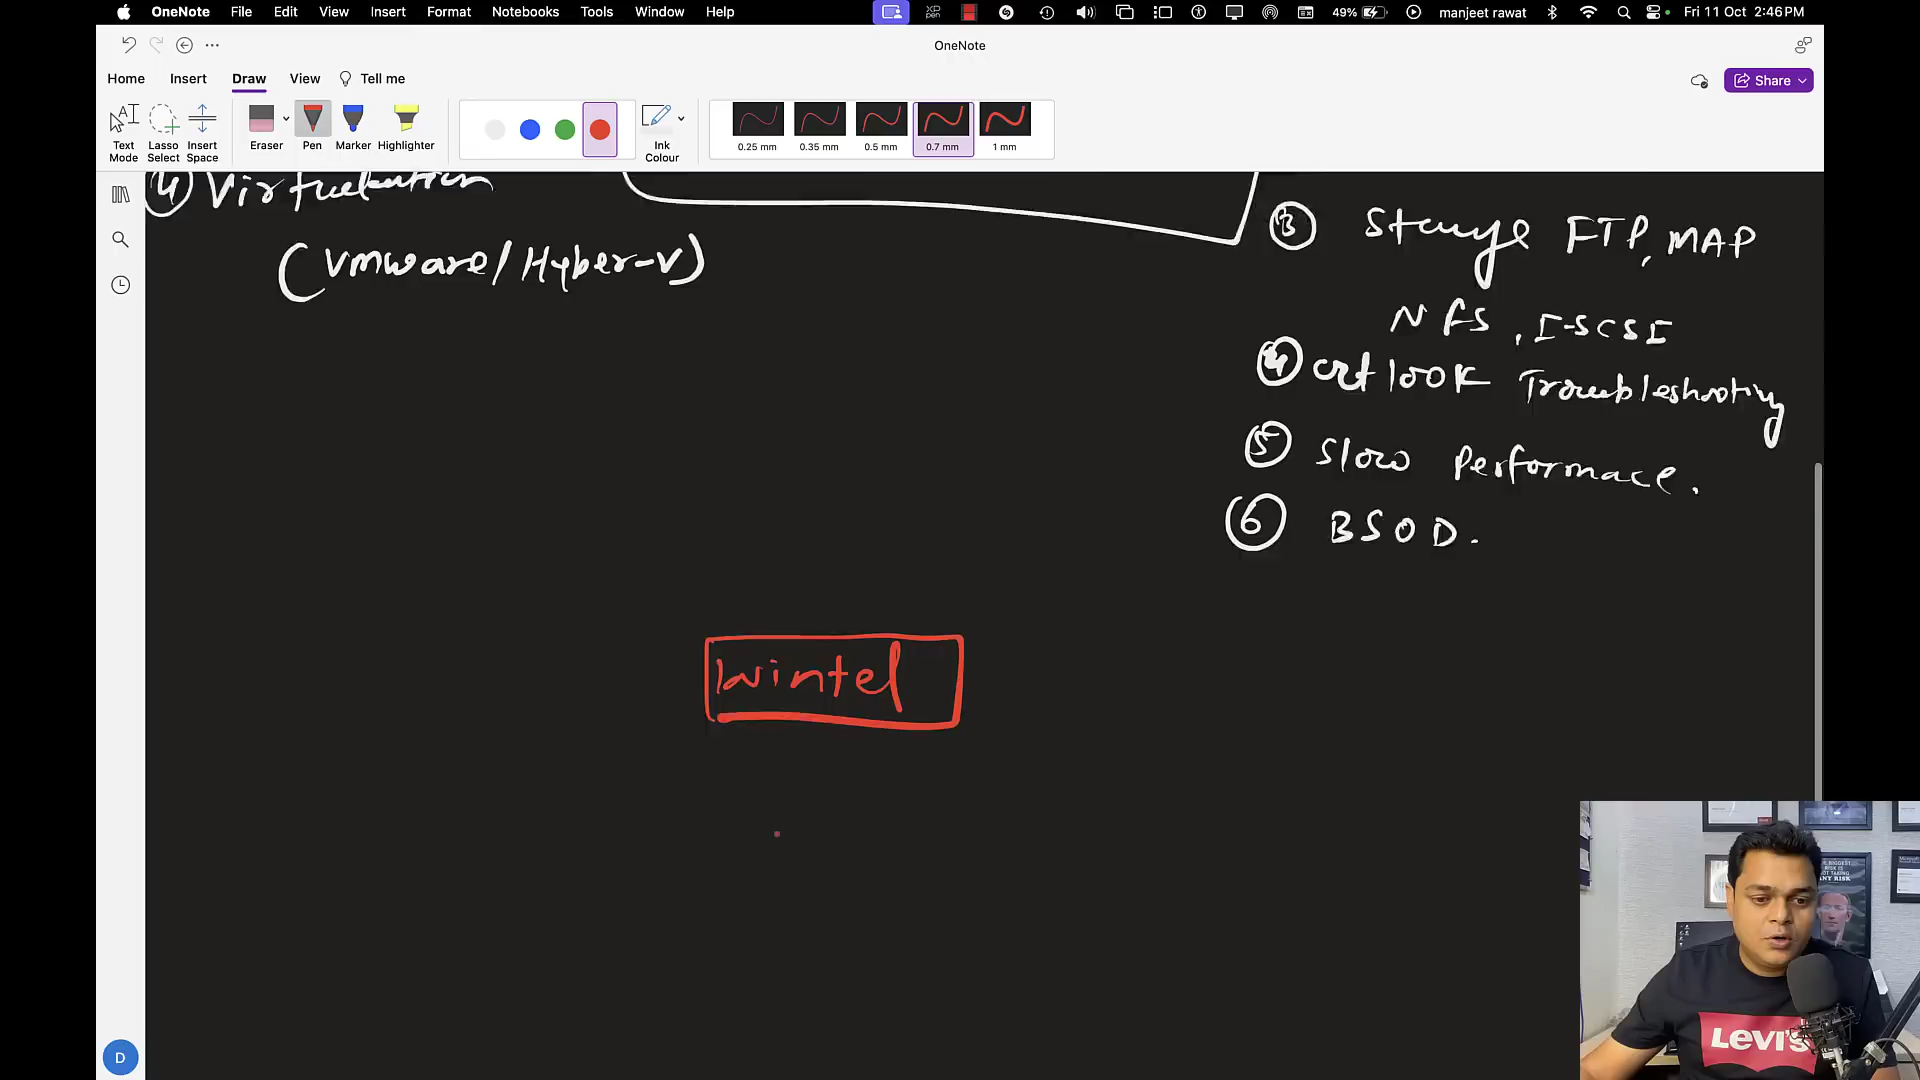 OneNote File Edit View Insert Format Notebooks Tools Window Help 49% manjeet rawat Fri 11 Oct 2:46 PM
OneNote
Home Insert Draw View Tell me Share
Text Mode
Lasso Select
Insert Space
Eraser Pen Marker Highlighter
Ink Colour
0.25 mm 0.35 mm 0.5 mm 0.7 mm 1 mm
④ Virtuelution
(Vmware/Hyber-V)
③ Storage FTP, MAP
NFS, I-SCSI
④ outlook Troubleshooting
⑤ Slow Performace.
⑥ BSOD.
Wintel
D
LEVI'S